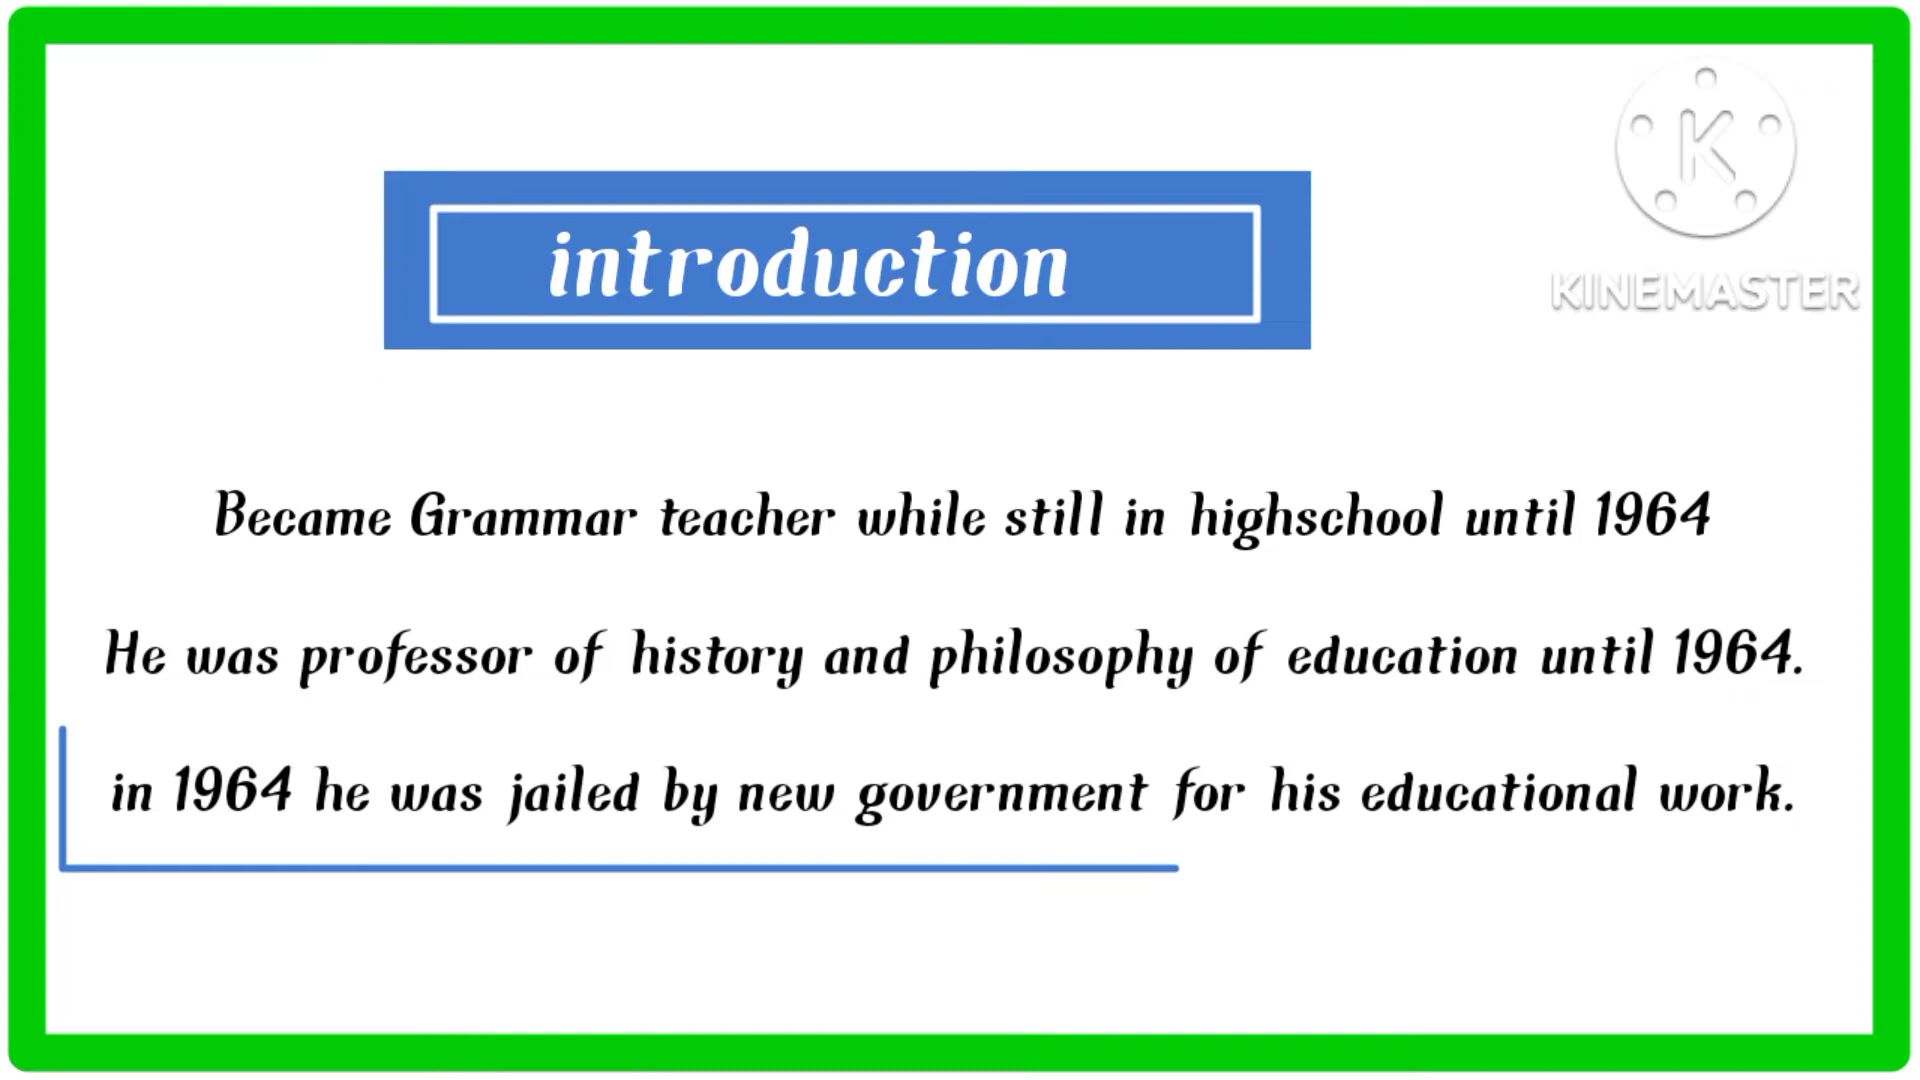 KINEMASTER
introduction
Became Grammar teacher while still in highschool until 1964
He was professor of history and philosophy of education until 1964.
in 1964 he was jailed by new government for his educational work.